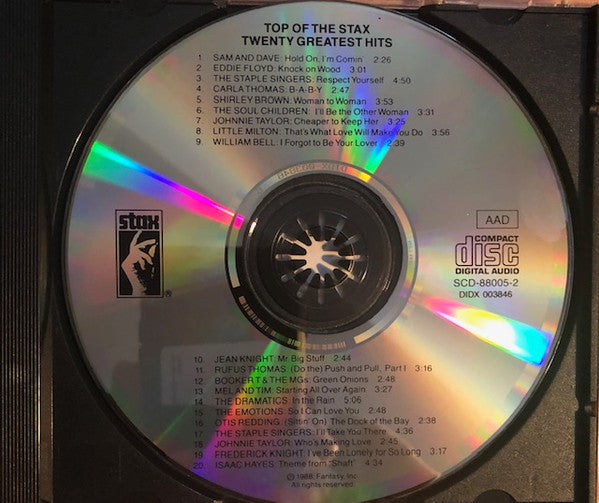 TOP OF THE STAX
TWENTY GREATEST HITS
1. SAM AND DAVE: Hold On, I'm Comin 2:26
2. EDDIE FLOYD: Knock on Wood 3:01
3. THE STAPLE SINGERS: Respect Yourself 4:50
4. CARLA THOMAS: B-A-B-Y 2:47
5. SHIRLEY BROWN: Woman to Woman 3:53
6. THE SOUL CHILDREN: I'll Be the Other Woman 3:31
7. JOHNNIE TAYLOR: Cheaper to Keep Her 3:25
8. LITTLE MILTON: That's What Love Will Make You Do 3:56
9. WILLIAM BELL: I Forgot to Be Your Lover 2:39
stax
®
AAD
COMPACT
disc
DIGITAL AUDIO
SCD-88005-2
DIDX 003846
10. JEAN KNIGHT: Mr. Big Stuff 2:44
11. RUFUS THOMAS: (Do the) Push and Pull, Part I 3:16
12. BOOKER T & THE MGs: Green Onions 2:48
13. MEL AND TIM: Starting All Over Again 3:27
14. THE DRAMATICS: In the Rain 5:06
15. THE EMOTIONS: So I Can Love You 2:48
16. OTIS REDDING: (Sittin' On) The Dock of the Bay 2:38
17. THE STAPLE SINGERS: I'll Take You There 4:36
18. JOHNNIE TAYLOR: Who's Making Love 2:45
19. FREDERICK KNIGHT: I've Been Lonely for So Long 3:17
20. ISAAC HAYES: Theme from "Shaft" 4:34
℗ 1988, Fantasy, Inc.
All rights reserved.